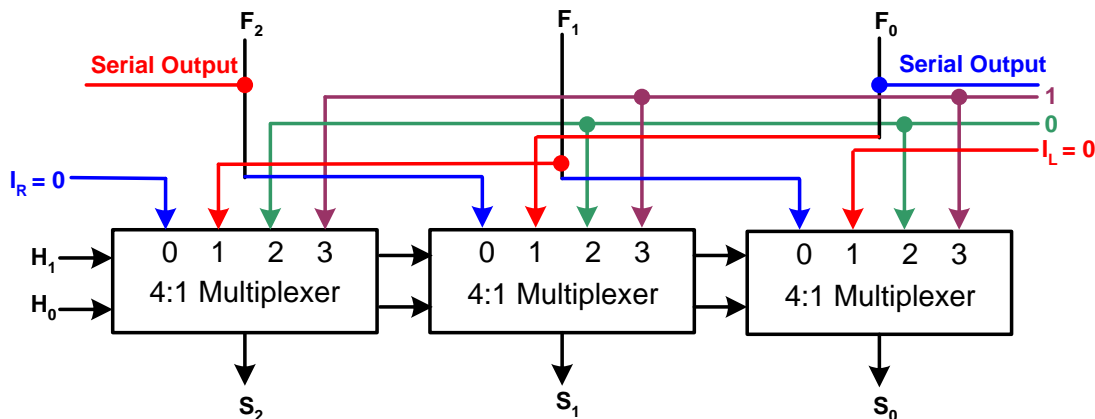 F2 F1 F0
Serial Output Serial Output
1
0
IL = 0
IR = 0
H1 0 1 2 3 0 1 2 3 0 1 2 3
H0 4:1 Multiplexer 4:1 Multiplexer 4:1 Multiplexer
S2 S1 S0